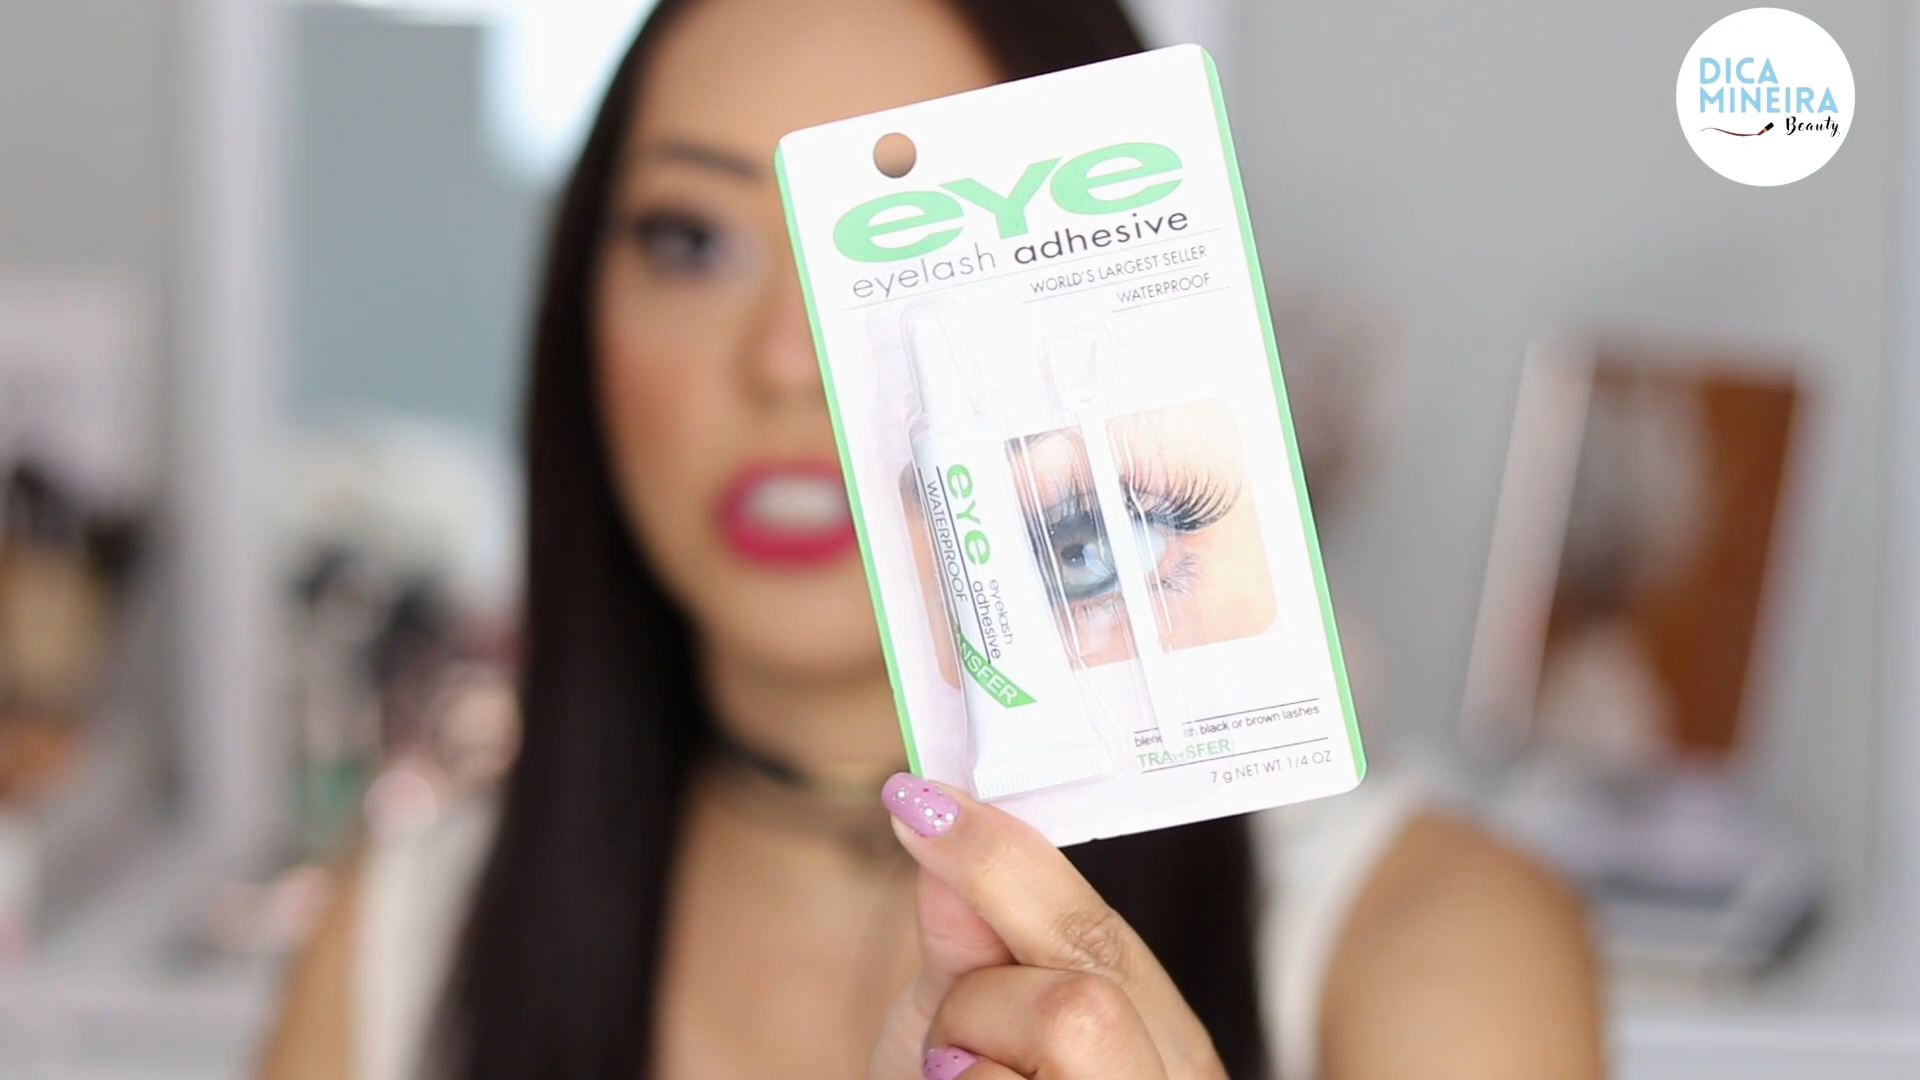 DICA
MINEIRA
Beauty
eye
eyelash adhesive
WORLD'S LARGEST SELLER
WATERPROOF
eye
WATERPROOF
eyelash
adhesive
black or brown lashes
7 g NET WT. 1/4 OZ